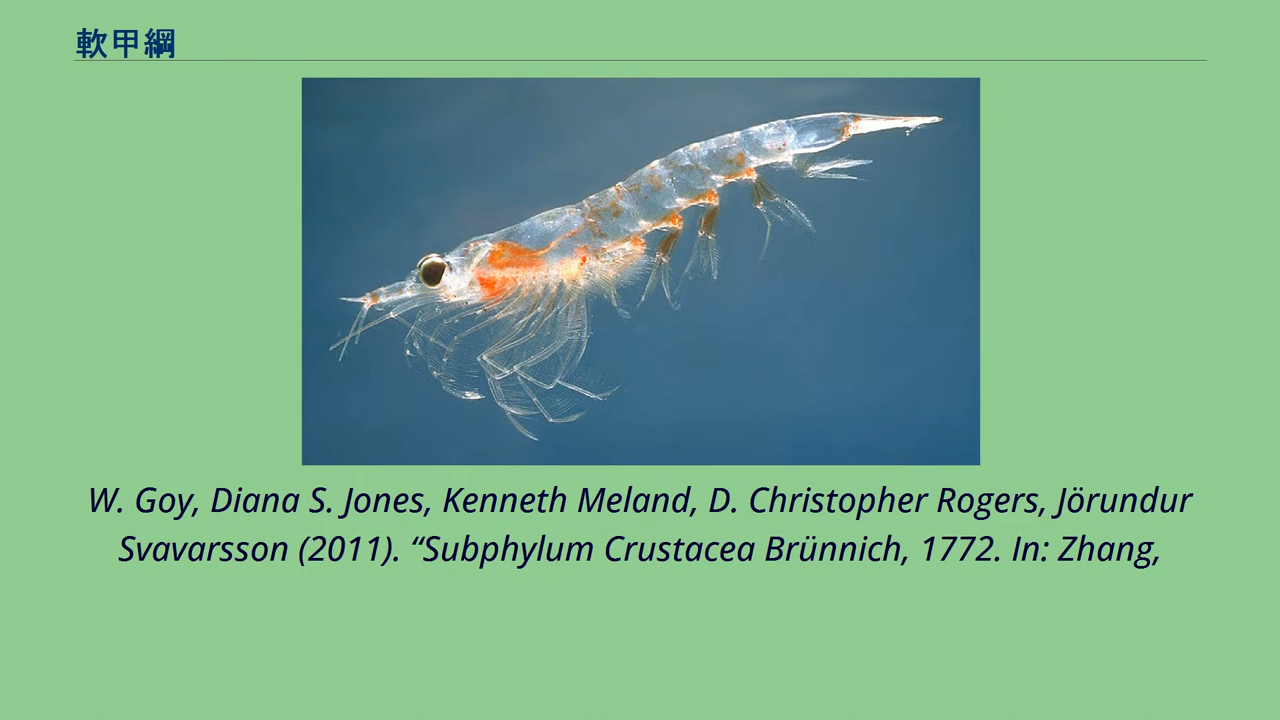 軟甲綱
W. Goy, Diana S. Jones, Kenneth Meland, D. Christopher Rogers, Jörundur
Svavarsson (2011). “Subphylum Crustacea Brünnich, 1772. In: Zhang,